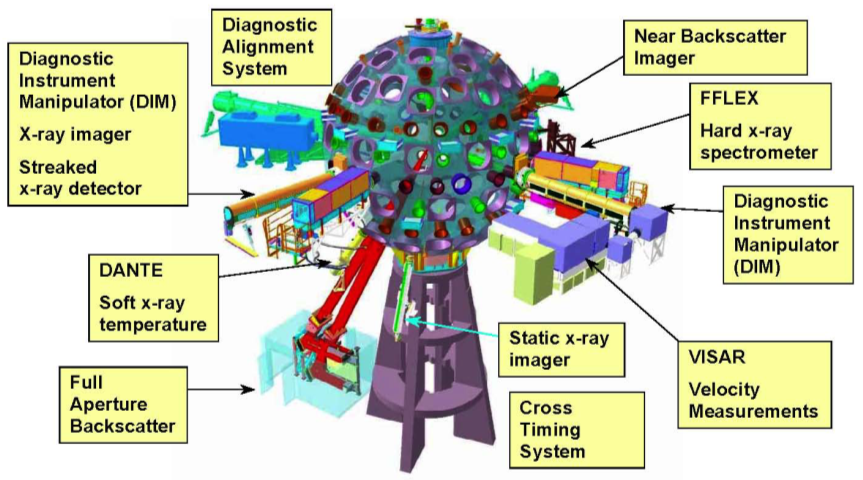 Diagnostic
Alignment
System
Near Backscatter
Imager
Diagnostic
Instrument
Manipulator (DIM)
X-ray imager
Streaked
x-ray detector
FFLEX
Hard x-ray
spectrometer
Diagnostic
Instrument
Manipulator
(DIM)
DANTE
Soft x-ray
temperature
Static x-ray
imager
VISAR
Velocity
Measurements
Full
Aperture
Backscatter
Cross
Timing
System